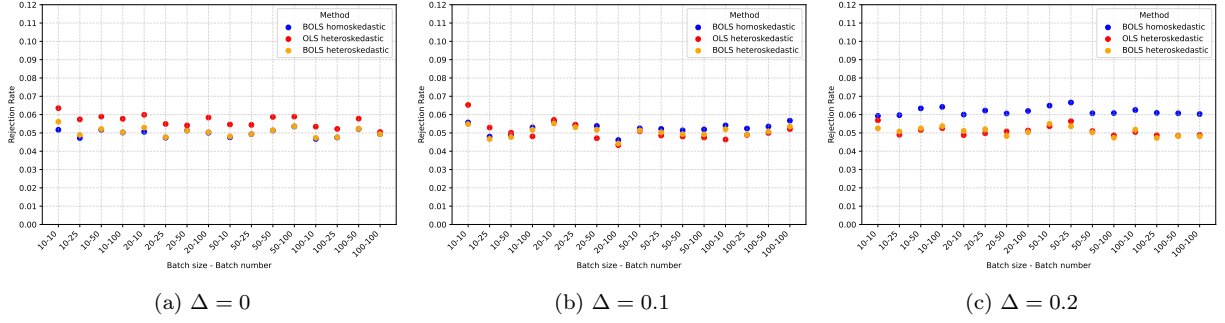 0.12
0.11
0.10
0.09
0.08
0.07
0.06
0.05
0.04
0.03
0.02
0.01
0.00
Rejection Rate
Method
BOLS homoskedastic
OLS heteroskedastic
BOLS heteroskedastic
10-10 10-25 10-50 10-100 20-10 20-25 20-50 20-100 50-10 50-25 50-50 50-100 100-10 100-25 100-50 100-100
Batch size - Batch number
(a) Δ = 0
0.12
0.11
0.10
0.09
0.08
0.07
0.06
0.05
0.04
0.03
0.02
0.01
0.00
Rejection Rate
Method
BOLS homoskedastic
OLS heteroskedastic
BOLS heteroskedastic
10-10 10-25 10-50 10-100 20-10 20-25 20-50 20-100 50-10 50-25 50-50 50-100 100-10 100-25 100-50 100-100
Batch size - Batch number
(b) Δ = 0.1
0.12
0.11
0.10
0.09
0.08
0.07
0.06
0.05
0.04
0.03
0.02
0.01
0.00
Rejection Rate
Method
BOLS homoskedastic
OLS heteroskedastic
BOLS heteroskedastic
10-10 10-25 10-50 10-100 20-10 20-25 20-50 20-100 50-10 50-25 50-50 50-100 100-10 100-25 100-50 100-100
Batch size - Batch number
(c) Δ = 0.2